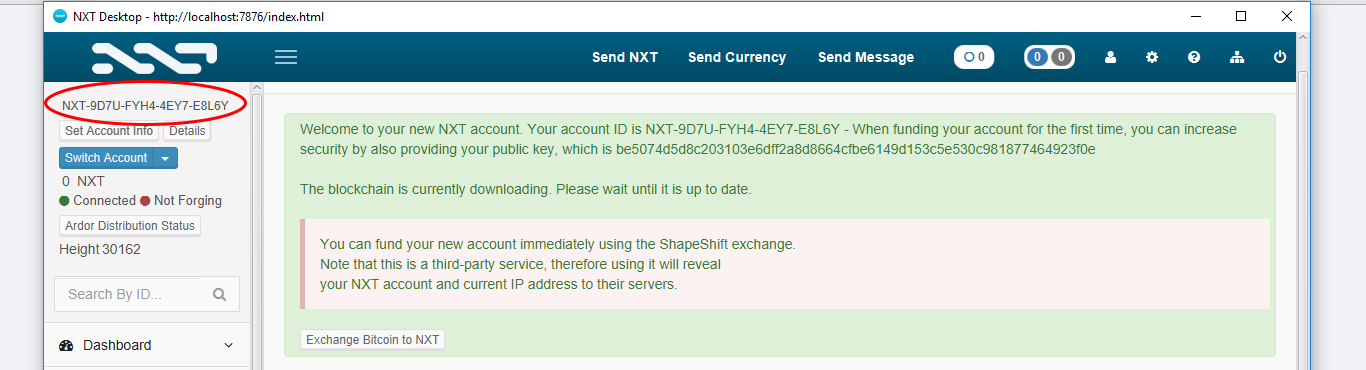 NXT Desktop - http://localhost:7876/index.html
NXT
Send NXT Send Currency Send Message 0 0 0
NXT-9D7U-FYH4-4EY7-E8L6Y
Set Account Info Details
Switch Account
0 NXT
Connected Not Forging
Ardor Distribution Status
Height 30162
Search By ID...
Dashboard
Welcome to your new NXT account. Your account ID is NXT-9D7U-FYH4-4EY7-E8L6Y - When funding your account for the first time, you can increase
security by also providing your public key, which is be5074d5d8c203103e6dff2a8d8664cfbe6149d153c5e530c981877464923f0e
The blockchain is currently downloading. Please wait until it is up to date.
You can fund your new account immediately using the ShapeShift exchange.
Note that this is a third-party service, therefore using it will reveal
your NXT account and current IP address to their servers.
Exchange Bitcoin to NXT